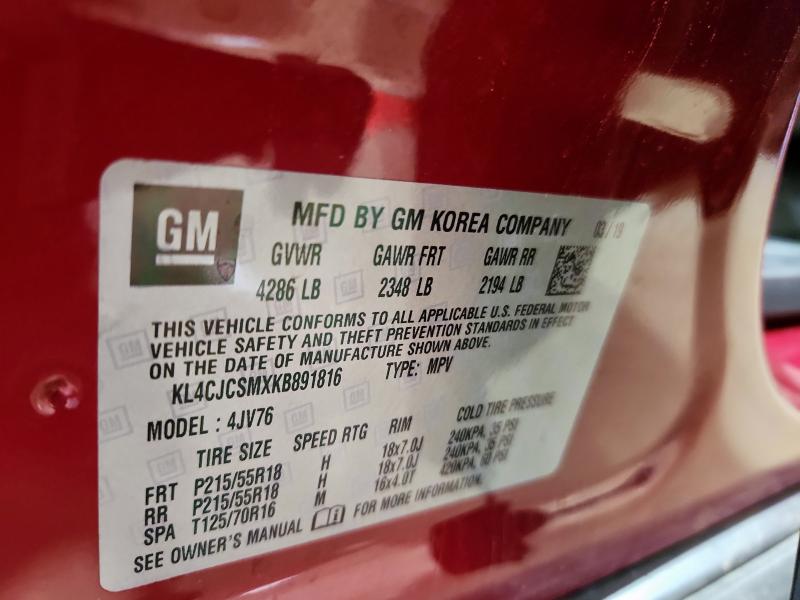 GM
MFD BY GM KOREA COMPANY 03/19
GVWR GAWR FRT GAWR RR
4286 LB 2348 LB 2194 LB
THIS VEHICLE CONFORMS TO ALL APPLICABLE U.S. FEDERAL MOTOR
VEHICLE SAFETY AND THEFT PREVENTION STANDARDS IN EFFECT
ON THE DATE OF MANUFACTURE SHOWN ABOVE.
KL4CJCSMXKB891816 TYPE: MPV
MODEL : 4JV76
TIRE SIZE SPEED RTG RIM COLD TIRE PRESSURE
FRT P215/55R18 H 18x7.0J 240KPA, 35 PSI
RR P215/55R18 H 18x7.0J 240KPA, 35 PSI
SPA T125/70R16 M 16x4.0T 420KPA, 60 PSI
SEE OWNER'S MANUAL FOR MORE INFORMATION.